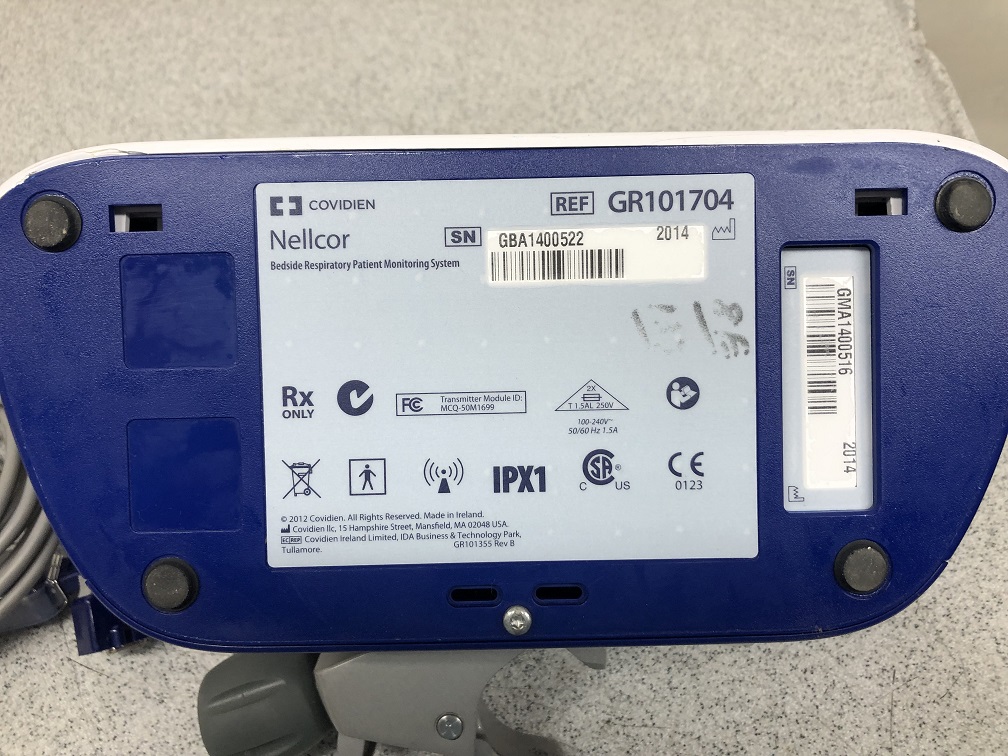 COVIDIEN
REF GR101704
Nellcor
SN GBA1400522 2014
Bedside Respiratory Patient Monitoring System
SN GMA1400516 2014
Rx ONLY
FC Transmitter Module ID:
MCQ-50M1699
2X
T 1.5AL 250V
100-240V~
50/60 Hz 1.5A
IPX1
CSA®
C US
CE
0123
© 2012 Covidien. All Rights Reserved. Made in Ireland.
Covidien llc, 15 Hampshire Street, Mansfield, MA 02048 USA.
EC REP Covidien Ireland Limited, IDA Business & Technology Park,
Tullamore. GR101355 Rev B